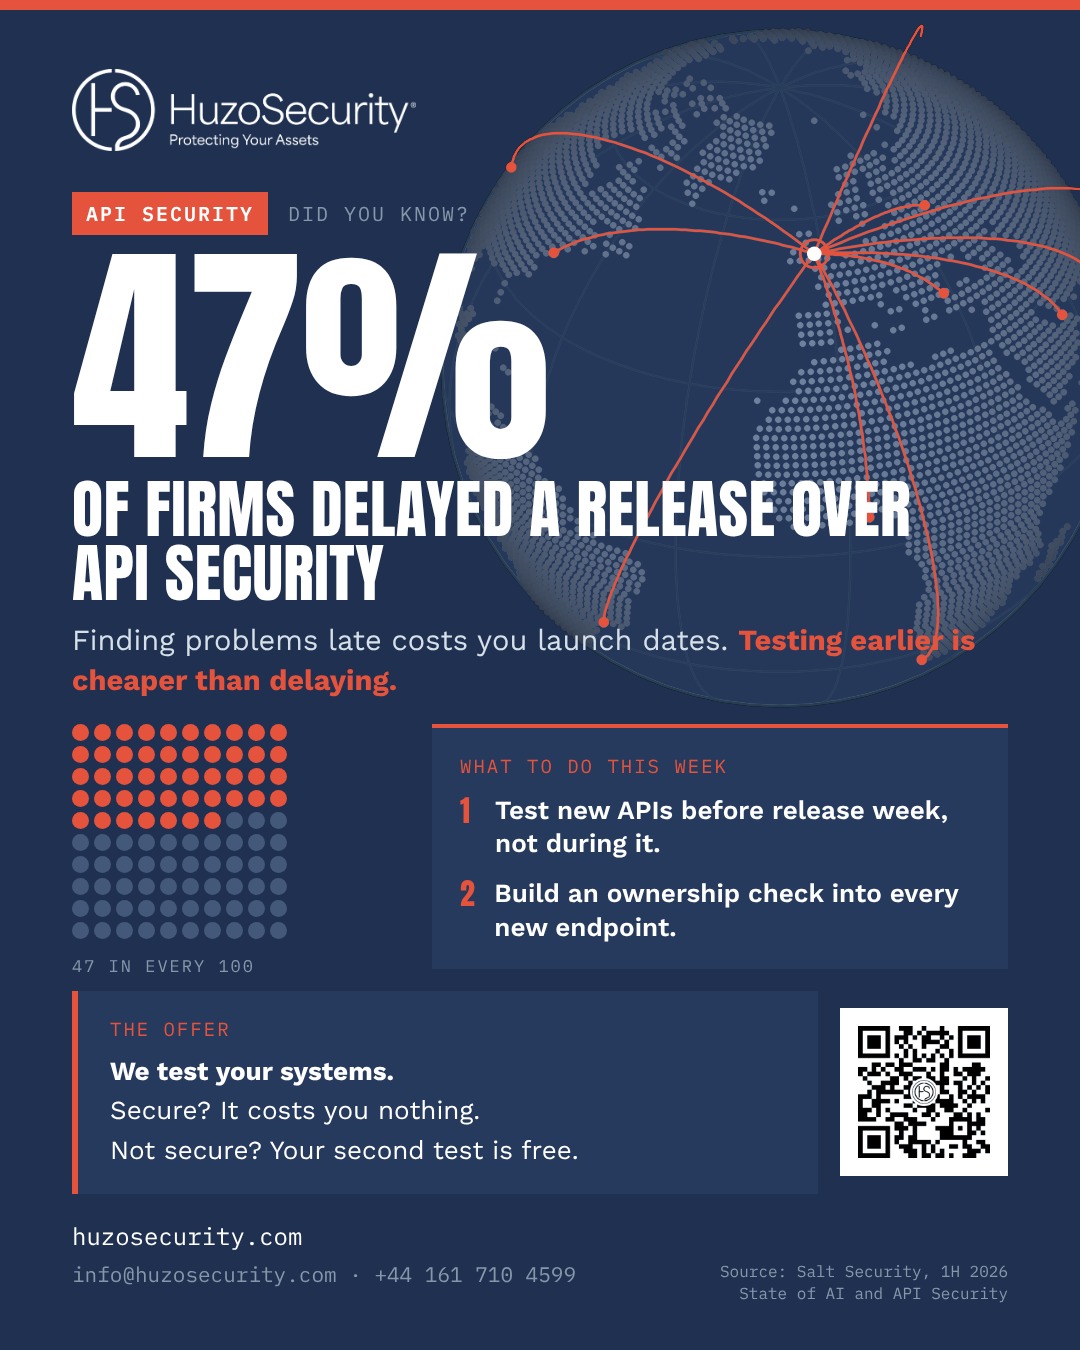 HS HuzoSecurity®
Protecting Your Assets
API SECURITY DID YOU KNOW?
47%
OF FIRMS DELAYED A RELEASE OVER
API SECURITY
Finding problems late costs you launch dates. Testing earlier is
cheaper than delaying.
WHAT TO DO THIS WEEK
1 Test new APIs before release week,
not during it.
2 Build an ownership check into every
new endpoint.
47 IN EVERY 100
THE OFFER
We test your systems.
Secure? It costs you nothing.
Not secure? Your second test is free.
HS
huzosecurity.com
info@huzosecurity.com · +44 161 710 4599
Source: Salt Security, 1H 2026
State of AI and API Security